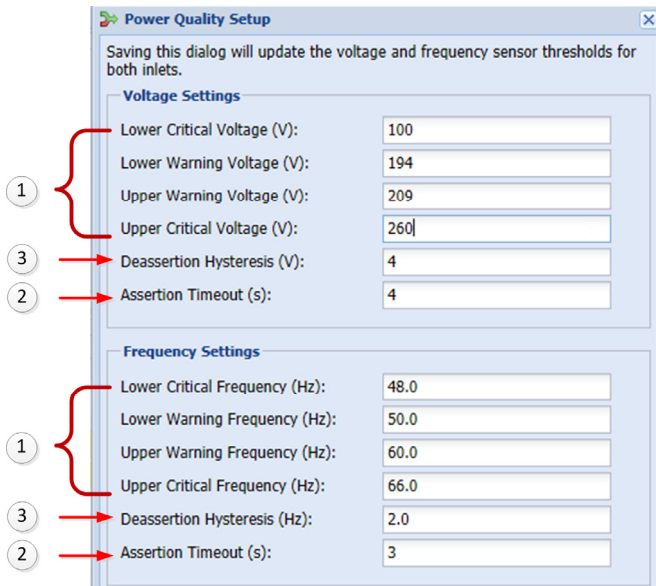 Power Quality Setup
Saving this dialog will update the voltage and frequency sensor thresholds for
both inlets.
Voltage Settings
Lower Critical Voltage (V): 100
Lower Warning Voltage (V): 194
1
Upper Warning Voltage (V): 209
Upper Critical Voltage (V): 260
3 Deassertion Hysteresis (V): 4
2 Assertion Timeout (s): 4
Frequency Settings
Lower Critical Frequency (Hz): 48.0
Lower Warning Frequency (Hz): 50.0
1
Upper Warning Frequency (Hz): 60.0
Upper Critical Frequency (Hz): 66.0
3 Deassertion Hysteresis (Hz): 2.0
2 Assertion Timeout (s): 3